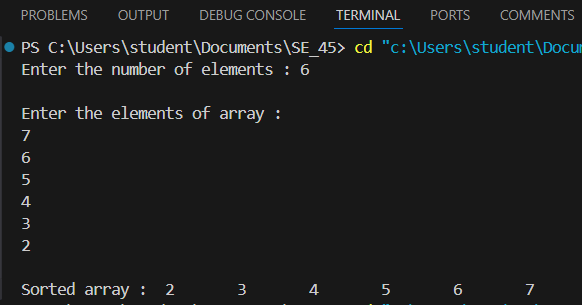 PROBLEMS OUTPUT DEBUG CONSOLE TERMINAL PORTS COMMENTS
PS C:\Users\student\Documents\SE_45> cd "c:\Users\student\Docu
Enter the number of elements : 6
Enter the elements of array :
7
6
5
4
3
2
Sorted array : 2 3 4 5 6 7